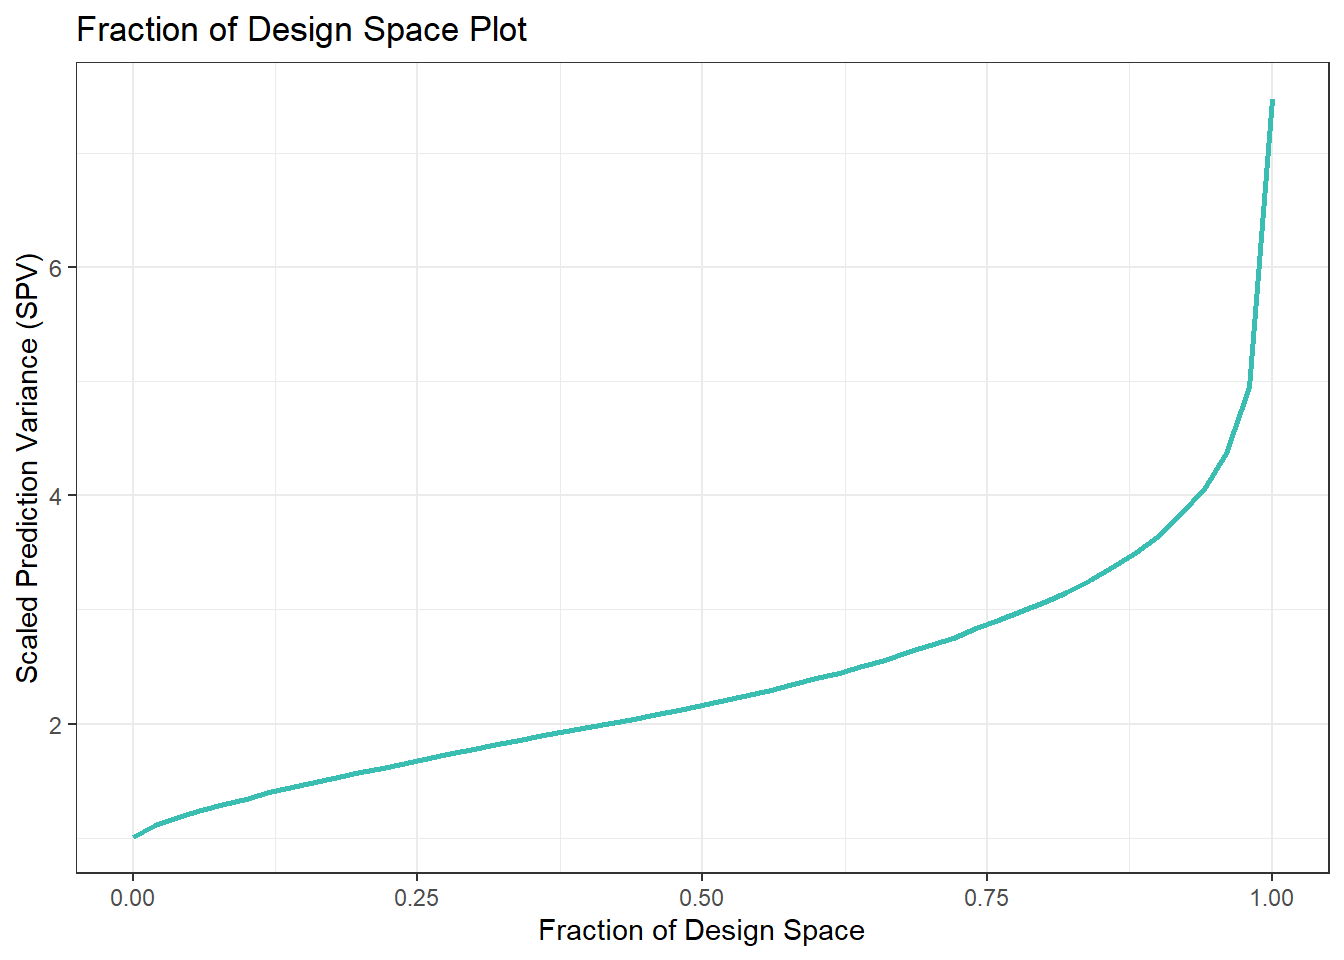 Fraction of Design Space Plot
Scaled Prediction Variance (SPV)
6
4
2
0.00 0.25 0.50 0.75 1.00
Fraction of Design Space